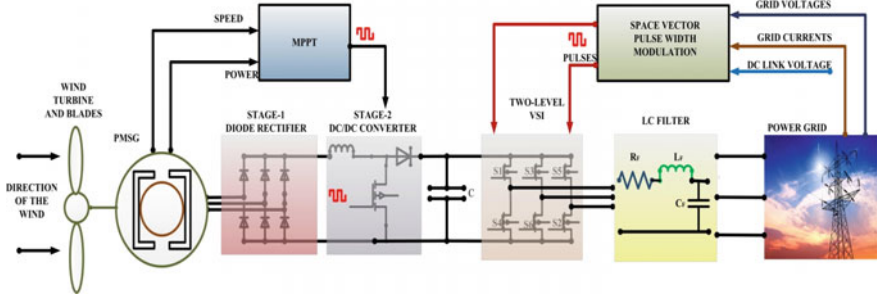 SPEED
POWER
MPPT
PULSES
SPACE VECTOR
PULSE WIDTH
MODULATION
GRID VOLTAGES
GRID CURRENTS
DC LINK VOLTAGE
WIND
TURBINE
AND BLADES
PMSG
STAGE-1
DIODE RECTIFIER
STAGE-2
DC/DC CONVERTER
TWO-LEVEL
VSI
LC FILTER
POWER GRID
DIRECTION
OF THE
WIND
C
S1
S3
S5
S4
S6
S2
RF
LF
CF